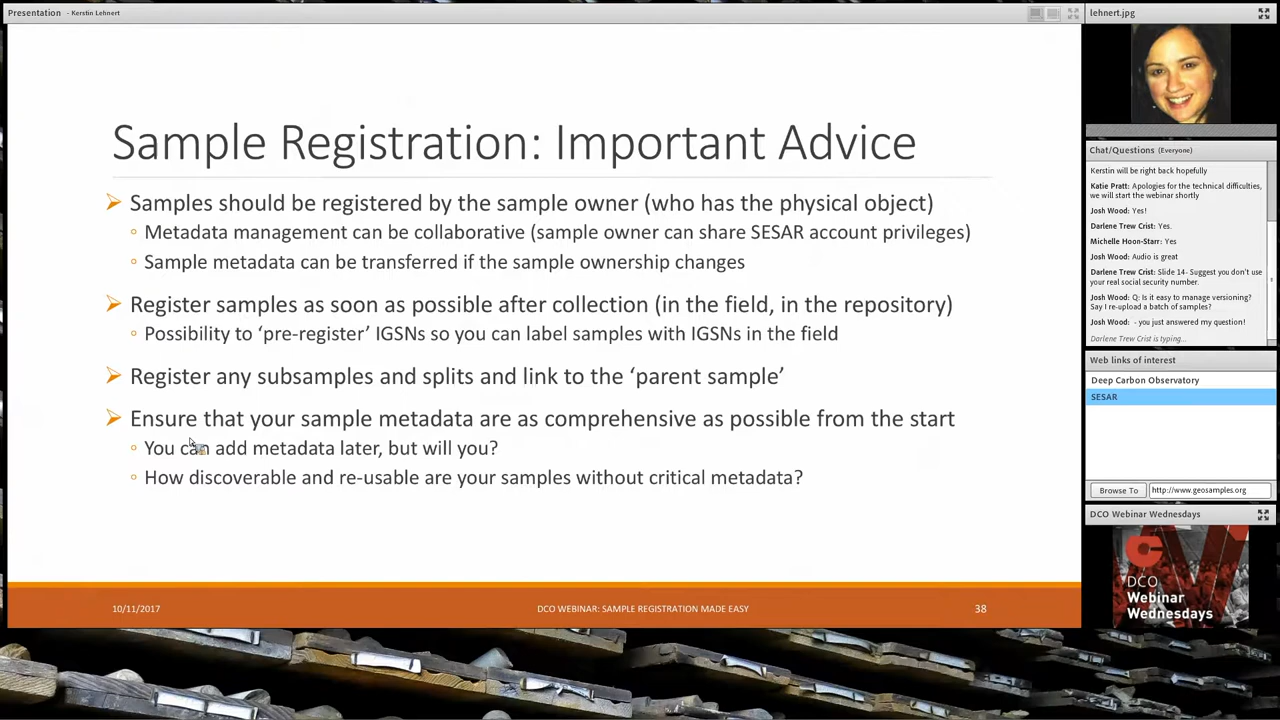 Presentation - Kerstin Lehnert
Sample Registration: Important Advice
Samples should be registered by the sample owner (who has the physical object)
Metadata management can be collaborative (sample owner can share SESAR account privileges)
Sample metadata can be transferred if the sample ownership changes
Register samples as soon as possible after collection (in the field, in the repository)
Possibility to ‘pre-register’ IGSNs so you can label samples with IGSNs in the field
Register any subsamples and splits and link to the ‘parent sample’
Ensure that your sample metadata are as comprehensive as possible from the start
You can add metadata later, but will you?
How discoverable and re-usable are your samples without critical metadata?
10/11/2017
DCO WEBINAR: SAMPLE REGISTRATION MADE EASY
38
lehnert.jpg
Chat/Questions (Everyone)
Kerstin will be right back hopefully
Katie Pratt: Apologies for the technical difficulties,
we will start the webinar shortly
Josh Wood: Yes!
Darlene Trew Crist: Yes.
Michelle Hoon-Starr: Yes
Josh Wood: Audio is great
Darlene Trew Crist: Slide 14- Suggest you don't use
your real social security number.
Josh Wood: Q: Is it easy to manage versioning?
Say I re-upload a batch of samples?
Josh Wood: - you just answered my question!
Darlene Trew Crist is typing...
Web links of interest
Deep Carbon Observatory
SESAR
Browse To
http://www.geosamples.org
DCO Webinar Wednesdays
DCO
Webinar
Wednesdays